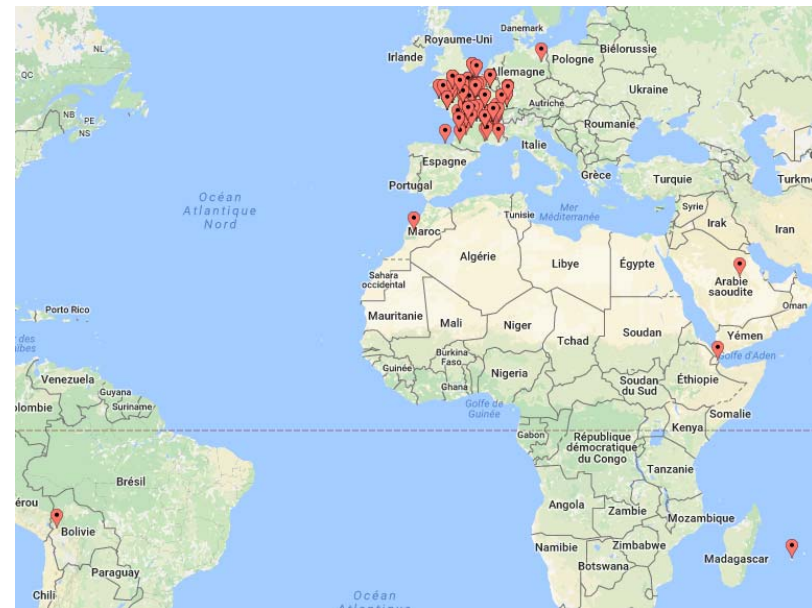 Danemark
Royaume-Uni
Biélorussie
NL
Irlande
Allemagne
Pologne
QC
Ukraine
Autriche
NB
PE
Roumanie
NS
Italie
Espagne
Océan
Atlantique
Nord
Grèce
Turquie
Turkm
Portugal
Mer
Méditerranée
Syrie
Tunisie
Irak
Iran
Maroc
Algérie
Libye
Égypte
Sahara
occidental
Arabie
saoudite
Oman
Porto Rico
Mauritanie
Mali
Niger
Tchad
Soudan
Yémen
r des
aïbes
Burkina
Faso
Golfe d'Aden
Guinée
Nigeria
Soudan
du Sud
Éthiopie
Venezuela
Guyana
Ghana
olombie
Suriname
Golfe de
Guinée
Somalie
Gabon
République
démocratique
du Congo
Kenya
Tanzanie
Brésil
érou
Angola
Zambie
Mozambique
Bolivie
Namibie
Zimbabwe
Madagascar
Botswana
Paraguay
Chili
Océan
Atlantique